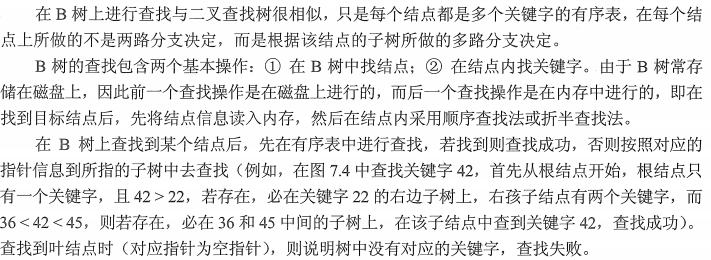 在 B 树上进行查找与二叉查找树很相似，只是每个结点都是多个关键字的有序表，在每个结
点上所做的不是两路分支决定，而是根据该结点的子树所做的多路分支决定。
B 树的查找包含两个基本操作：① 在 B 树中找结点；② 在结点内找关键字。由于 B 树常存
储在磁盘上，因此前一个查找操作是在磁盘上进行的，而后一个查找操作是在内存中进行的，即在
找到目标结点后，先将结点信息读入内存，然后在结点内采用顺序查找法或折半查找法。
在 B 树上查找到某个结点后，先在有序表中进行查找，若找到则查找成功，否则按照对应的
指针信息到所指的子树中去查找（例如，在图 7.4 中查找关键字 42，首先从根结点开始，根结点只
有一个关键字，且 42 > 22，若存在，必在关键字 22 的右边子树上，右孩子结点有两个关键字，而
36 < 42 < 45，则若存在，必在 36 和 45 中间的子树上，在该子结点中查到关键字 42，查找成功）。
查找到叶结点时（对应指针为空指针），则说明树中没有对应的关键字，查找失败。